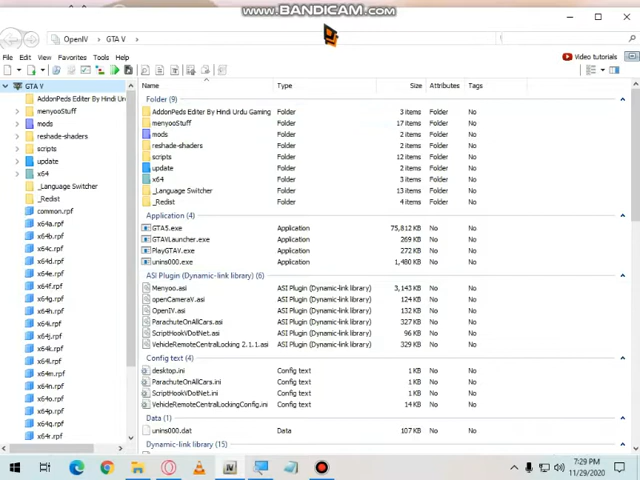 www.BANDICAM.com
OpenIV › GTA V ›
File Edit View Favorites Tools Help
Video tutorials
GTA V
AddonPeds Editor By Hindi Ur
menyooStuff
mods
reshade-shaders
scripts
update
x64
_Language Switcher
_Redist
common.rpf
x64a.rpf
x64b.rpf
x64c.rpf
x64d.rpf
x64e.rpf
x64f.rpf
x64g.rpf
x64h.rpf
x64i.rpf
x64j.rpf
x64k.rpf
x64l.rpf
x64m.rpf
x64n.rpf
x64o.rpf
x64p.rpf
x64q.rpf
x64r.rpf
Name Type Size Attributes Tags
Folder (9)
AddonPeds Editor By Hindi Urdu Gaming Folder 3 items No No
menyooStuff Folder 17 items No No
mods Folder 2 items No No
reshade-shaders Folder 2 items No No
scripts Folder 12 items No No
update Folder 2 items No No
x64 Folder 3 items No No
_Language Switcher Folder 13 items No No
_Redist Folder 4 items No No
Application (4)
GTA5.exe Application 75,812 KB No No
GTAVLauncher.exe Application 269 KB No No
PlayGTAV.exe Application 272 KB No No
unins000.exe Application 1,480 KB No No
ASI Plugin (Dynamic-link library) (6)
Menyoo.asi ASI Plugin (Dynamic-link library) 3,143 KB No No
openCameraV.asi ASI Plugin (Dynamic-link library) 124 KB No No
OpenIV.asi ASI Plugin (Dynamic-link library) 132 KB No No
ParachuteOnAllCars.asi ASI Plugin (Dynamic-link library) 327 KB No No
ScriptHookVDotNet.asi ASI Plugin (Dynamic-link library) 96 KB No No
VehicleRemoteCentralLocking 2.1.1.asi ASI Plugin (Dynamic-link library) 329 KB No No
Config text (4)
desktop.ini Config text 1 KB No No
ParachuteOnAllCars.ini Config text 1 KB No No
ScriptHookVDotNet.ini Config text 1 KB No No
VehicleRemoteCentralLockingConfig.ini Config text 14 KB No No
Data (1)
unins000.dat Data 107 KB No No
Dynamic-link library (15)
7:29 PM
11/29/2020